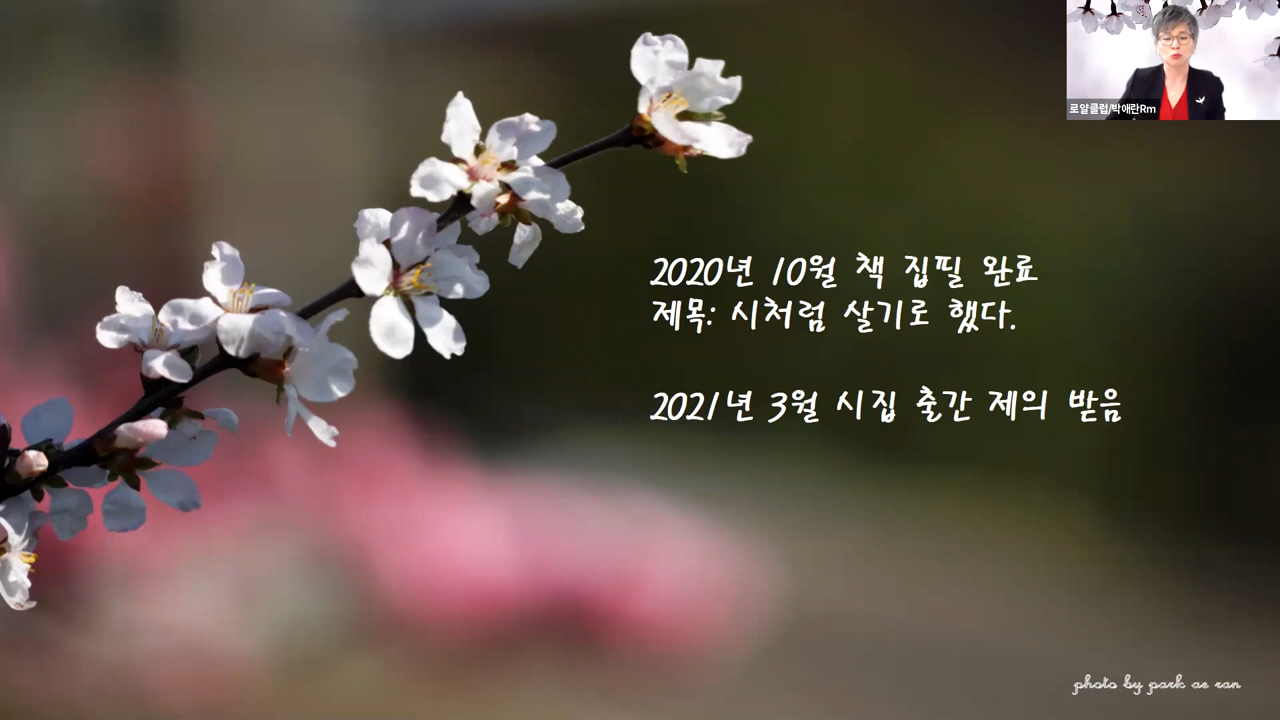 로얄클럽/박애란Rm
2020년 10월 책 집필 완료
제목: 시처럼 살기로 했다.
2021년 3월 시집 출간 제의 받음
photo by park ae ran